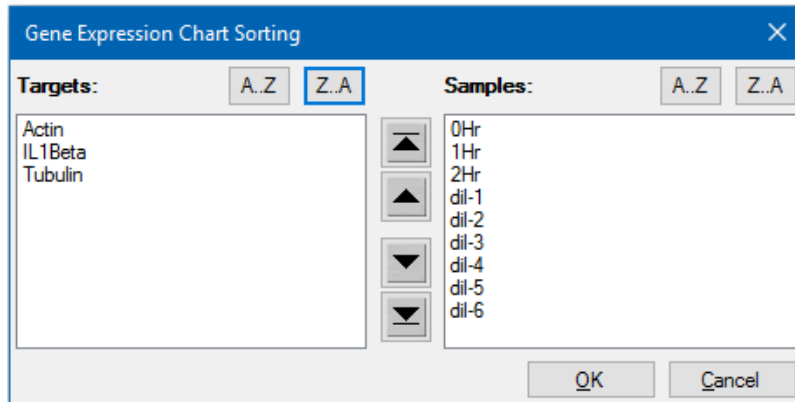 Gene Expression Chart Sorting
Targets: A..Z Z..A Samples: A..Z Z..A
Actin
IL1Beta
Tubulin
0Hr
1Hr
2Hr
dil-1
dil-2
dil-3
dil-4
dil-5
dil-6
OK Cancel